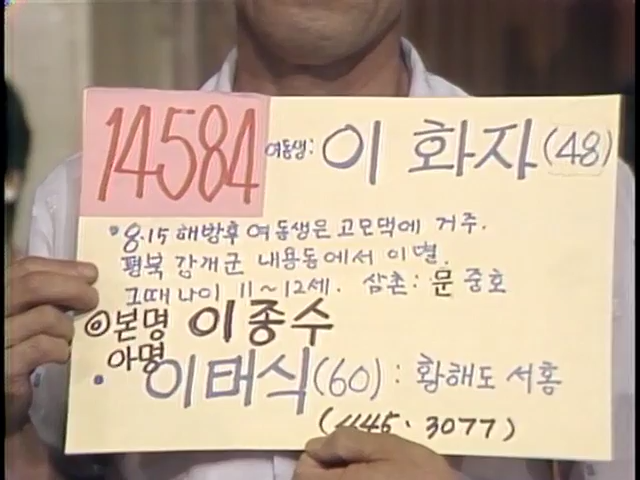 14584 여동생: 이 화자 (48)
* 8.15 해방후 여동생은 고모댁에 거주.
평북 강개군 내용동에서 이별.
그때 나이 11~12세. 삼촌: 문중호
◎ 본명 이종수
아명
• 이태식 (60) : 황해도 서흥
3077)